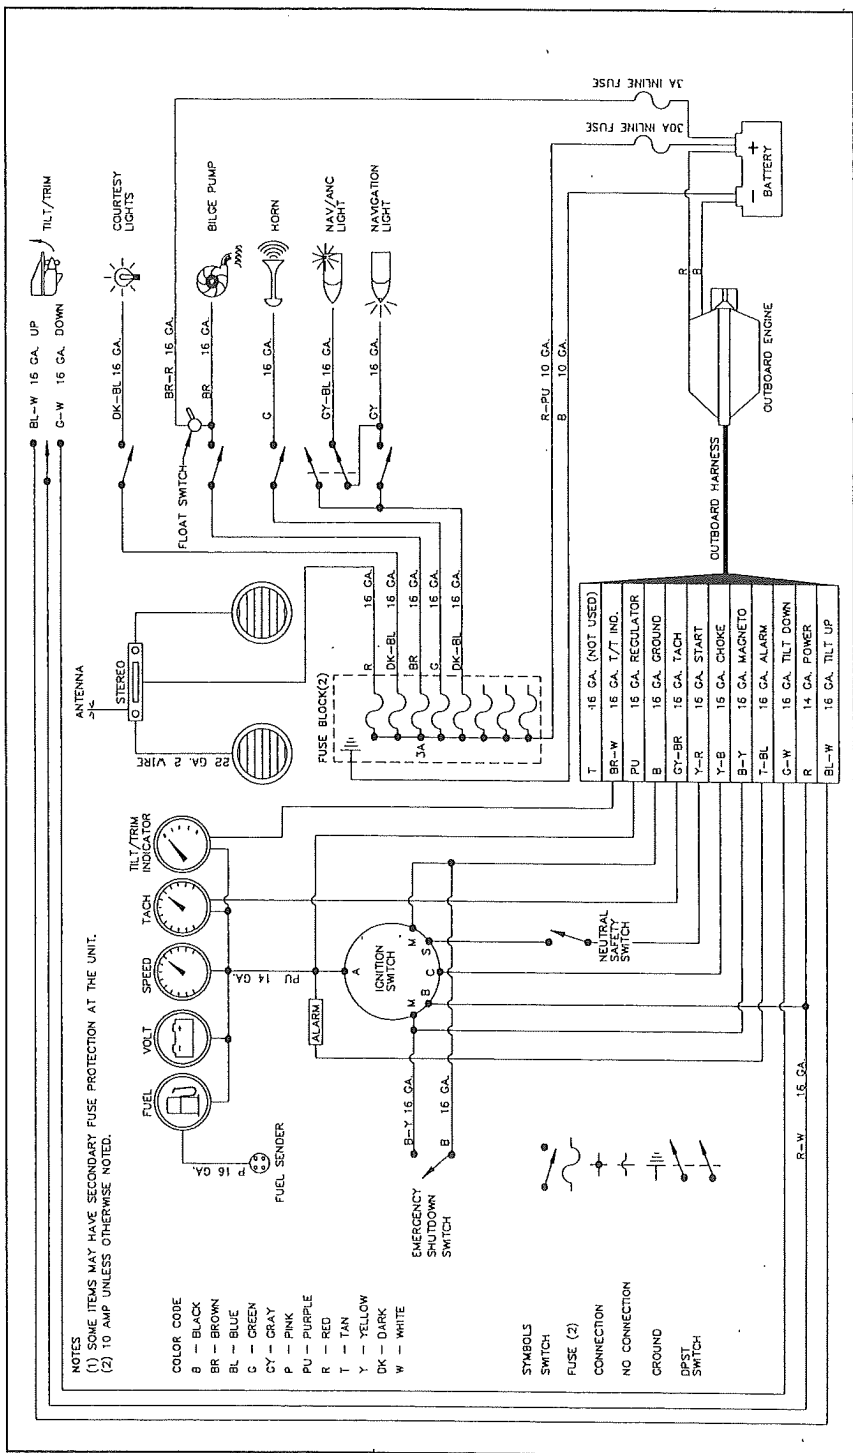 NOTES
(1) SOME ITEMS MAY HAVE SECONDARY FUSE PROTECTION AT THE UNIT.
(2) 10 AMP UNLESS OTHERWISE NOTED.
COLOR CODE
B – BLACK
BR – BROWN
BL – BLUE
G – GREEN
GY – GRAY
P – PINK
PU – PURPLE
R – RED
T – TAN
Y – YELLOW
DK – DARK
W – WHITE
SYMBOLS
SWITCH
FUSE (2)
CONNECTION
NO CONNECTION
GROUND
DPST
SWITCH
FUEL
VOLT
SPEED
TACH
TILT/TRIM
INDICATOR
P 16 GA.
FUEL SENDER
PU 14 GA.
ALARM
A
IGNITION
SWITCH
M
B
C
S
M
B–Y 16 GA.
B 16 GA.
EMERGENCY
SHUTDOWN
SWITCH
NEUTRAL
SAFETY
SWITCH
R–W 16 GA.
ANTENNA
STEREO
22 GA. 2 WIRE
FUSE BLOCK(2)
3A
R 16 GA.
DK–BL 16 GA.
BR 16 GA.
G 16 GA.
DK–BL 16 GA.
BL–W 16 GA. UP
G–W 16 GA. DOWN
TILT/TRIM
DK–BL 16 GA.
COURTESY
LIGHTS
FLOAT SWITCH
BR–R 16 GA.
BR 16 GA.
BILGE PUMP
G 16 GA.
HORN
GY–BL 16 GA.
NAV/ANC
LIGHT
GY 16 GA.
NAVIGATION
LIGHT
R–PU 10 GA.
B 10 GA.
3A INLINE FUSE
30A INLINE
FUSE
+
–
BATTERY
R
B
OUTBOARD ENGINE
OUTBOARD HARNESS
T 16 GA. (NOT USED)
BR–W 16 GA. T/T IND.
PU 16 GA. REGULATOR
B 16 GA. GROUND
GY–BR 16 GA. TACH
Y–R 16 GA. START
Y–B 16 GA. CHOKE
B–Y 16 GA. MAGNETO
T–BL 16 GA. ALARM
G–W 16 GA. TILT DOWN
R 14 GA. POWER
BL–W 16 GA. TILT UP